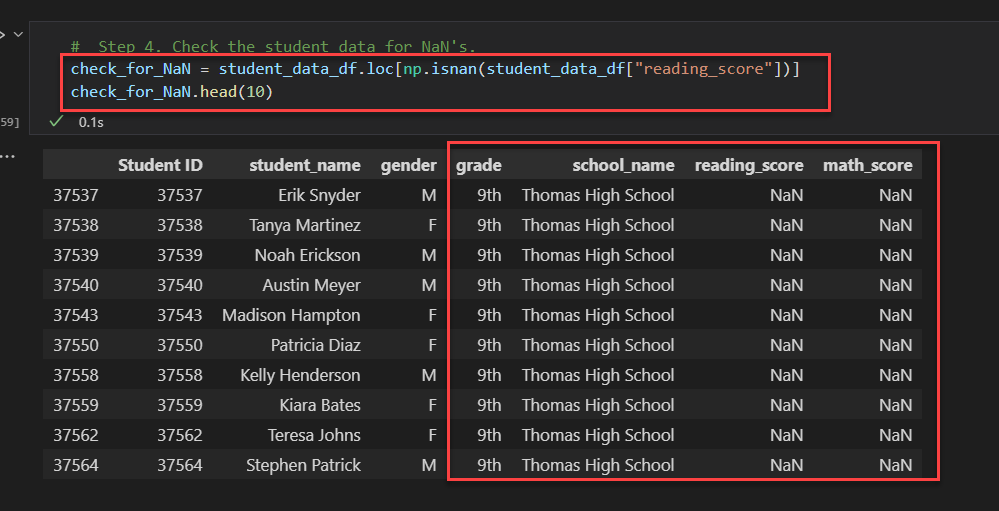 # Step 4. Check the student data for NaN's.
check_for_NaN = student_data_df.loc[np.isnan(student_data_df["reading_score"])]
check_for_NaN.head(10)
59] 0.1s
Student ID student_name gender grade school_name reading_score math_score
37537 37537 Erik Snyder M 9th Thomas High School NaN NaN
37538 37538 Tanya Martinez F 9th Thomas High School NaN NaN
37539 37539 Noah Erickson M 9th Thomas High School NaN NaN
37540 37540 Austin Meyer M 9th Thomas High School NaN NaN
37543 37543 Madison Hampton F 9th Thomas High School NaN NaN
37550 37550 Patricia Diaz F 9th Thomas High School NaN NaN
37558 37558 Kelly Henderson M 9th Thomas High School NaN NaN
37559 37559 Kiara Bates F 9th Thomas High School NaN NaN
37562 37562 Teresa Johns F 9th Thomas High School NaN NaN
37564 37564 Stephen Patrick M 9th Thomas High School NaN NaN